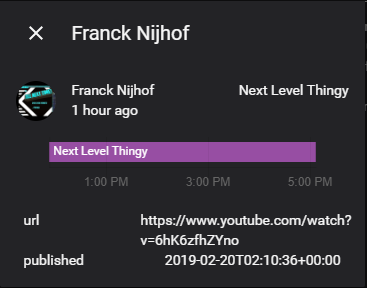 Franck Nijhof
Franck Nijhof
Next Level Thingy
1 hour ago
Next Level Thingy
1:00 PM
3:00 PM
5:00 PM
url
https://www.youtube.com/watch?
v=6hK6zfhZYno
published
2019-02-20T02:10:36+00:00